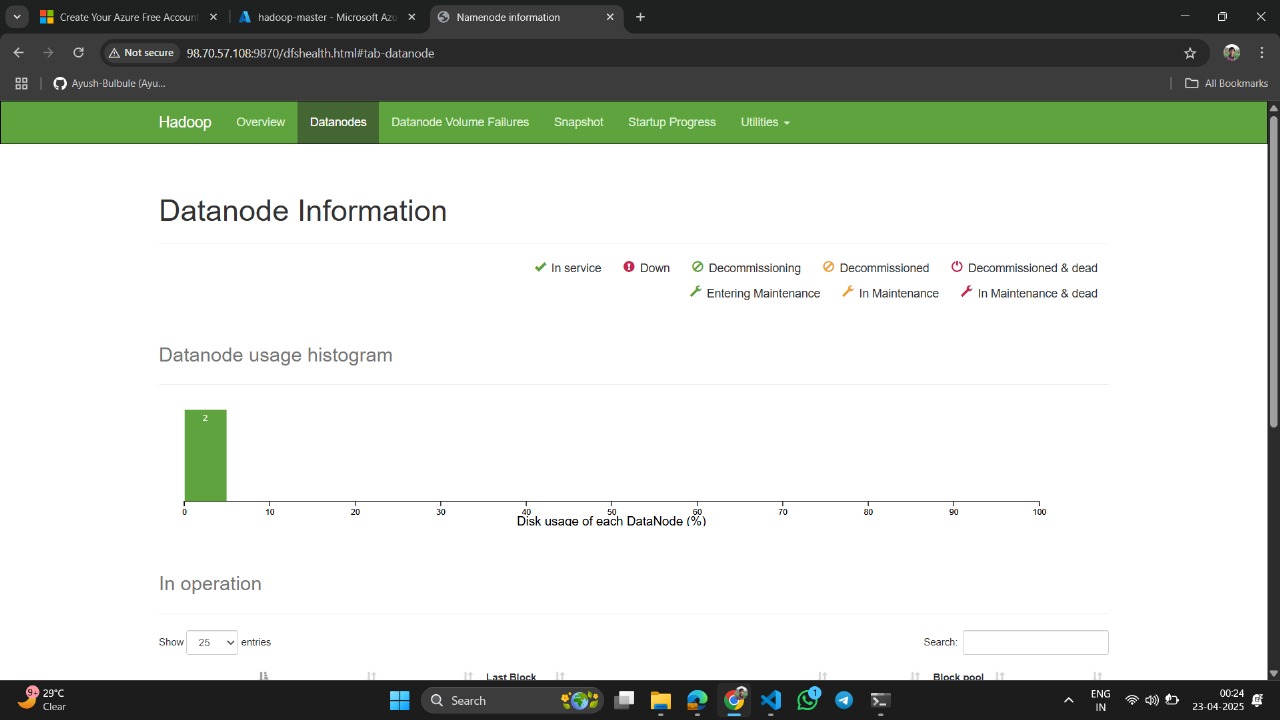 Create Your Azure Free Account
hadoop-master - Microsoft Azu
Namenode information
Not secure 98.70.57.108:9870/dfshealth.html#tab-datanode
Ayush-Bulbule (Ayu... All Bookmarks
Hadoop Overview Datanodes Datanode Volume Failures Snapshot Startup Progress Utilities
Datanode Information
In service Down Decommissioning Decommissioned Decommissioned & dead
Entering Maintenance In Maintenance In Maintenance & dead
Datanode usage histogram
2
0 10 20 30 40 50 60 70 80 90 100
Disk usage of each DataNode (%)
In operation
Show 25 entries Search:
Last Block Block pool
9+ 29°C
Clear
Search
1
ENG
IN
00:24
23-04-2025